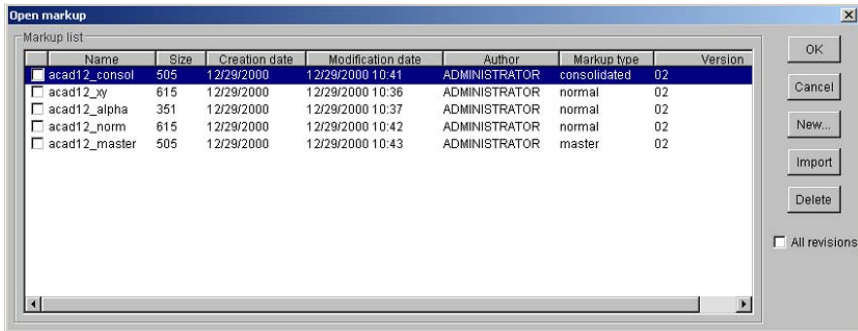 Open markup
Markup list
Name Size Creation date Modification date Author Markup type Version
acad12_consol 505 12/29/2000 12/29/2000 10:41 ADMINISTRATOR consolidated 02
acad12_xy 615 12/29/2000 12/29/2000 10:36 ADMINISTRATOR normal 02
acad12_alpha 351 12/29/2000 12/29/2000 10:37 ADMINISTRATOR normal 02
acad12_norm 615 12/29/2000 12/29/2000 10:42 ADMINISTRATOR normal 02
acad12_master 505 12/29/2000 12/29/2000 10:43 ADMINISTRATOR master 02
OK
Cancel
New...
Import
Delete
All revisions